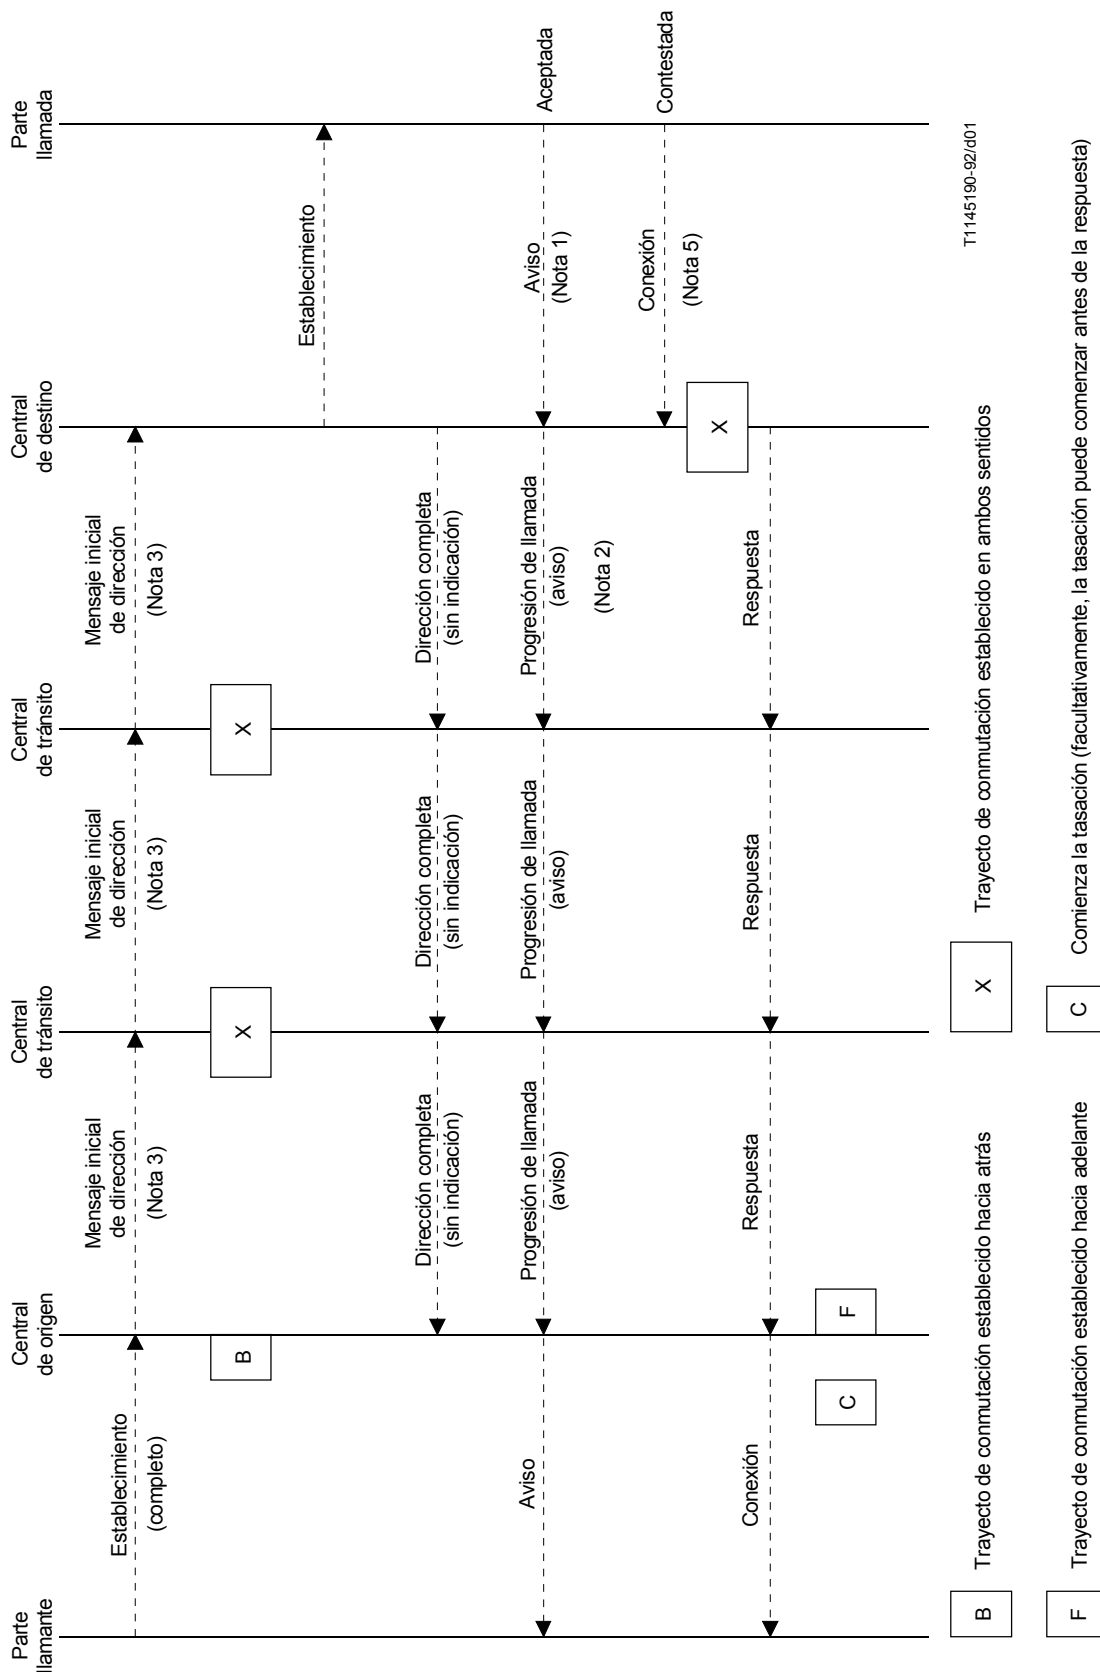 Parte
llamante
Central
de origen
Central
de tránsito
Central
de tránsito
Central
de destino
Parte
llamada
Establecimiento
(completo)
Mensaje inicial
de dirección
(Nota 3)
Mensaje inicial
de dirección
(Nota 3)
Mensaje inicial
de dirección
(Nota 3)
B
X
X
Establecimiento
Dirección completa
(sin indicación)
Dirección completa
(sin indicación)
Dirección completa
(sin indicación)
Aviso
Progresión de llamada
(aviso)
Progresión de llamada
(aviso)
Progresión de llamada
(aviso)
(Nota 2)
Aviso
(Nota 1)
Aceptada
Conexión
(Nota 5)
Contestada
X
Conexión
Respuesta
Respuesta
Respuesta
C
F
T1145190-92/d01
B
Trayecto de conmutación establecido hacia atrás
X
Trayecto de conmutación establecido en ambos sentidos
F
Trayecto de conmutación establecido hacia adelante
C
Comienza la tasación (facultativamente, la tasación puede comenzar antes de la respuesta)